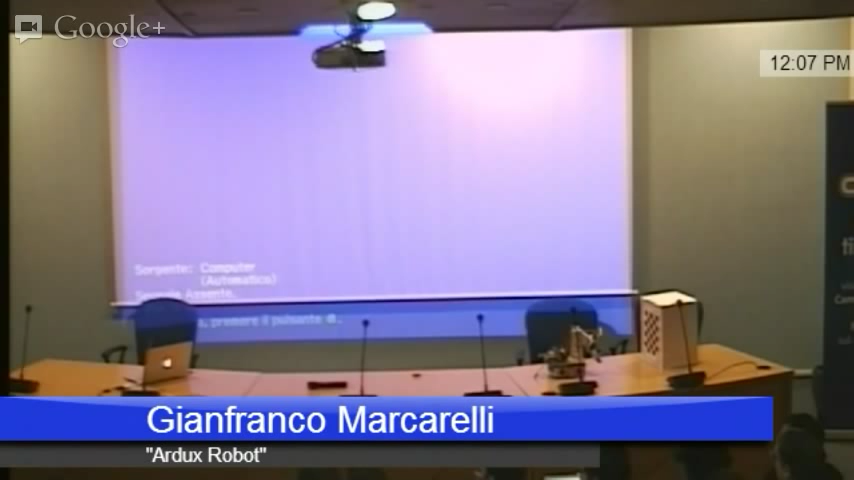 Google+
12:07 PM
Sorgente: Computer
(Automatico)
Segnale Assente.
premere il pulsante
Gianfranco Marcarelli
"Ardux Robot"